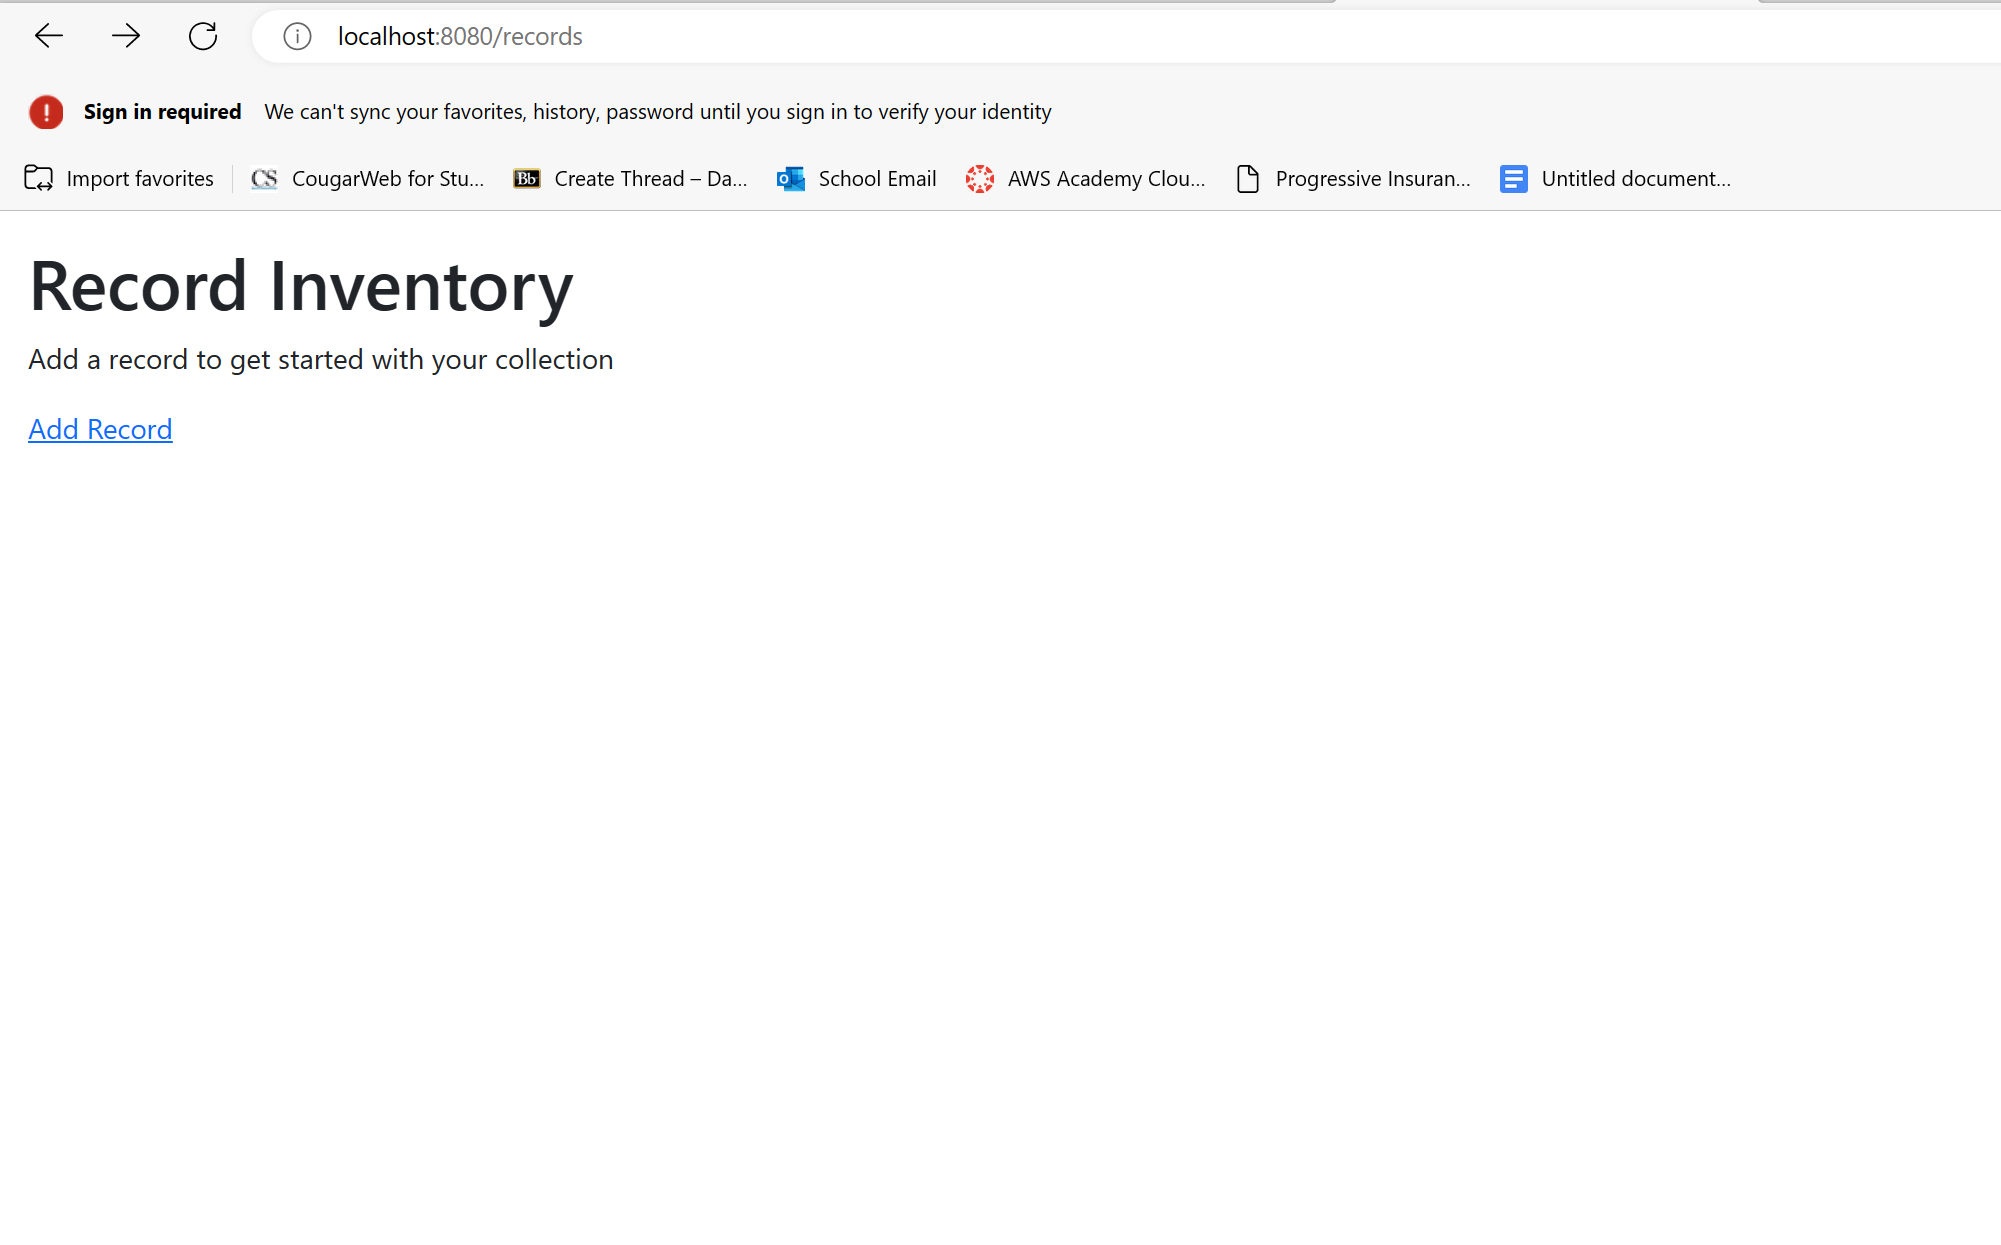 localhost:8080/records
Sign in required We can't sync your favorites, history, password until you sign in to verify your identity
Import favorites CS CougarWeb for Stu... Bb Create Thread – Da... School Email AWS Academy Clou... Progressive Insuran... Untitled document...
Record Inventory
Add a record to get started with your collection
Add Record